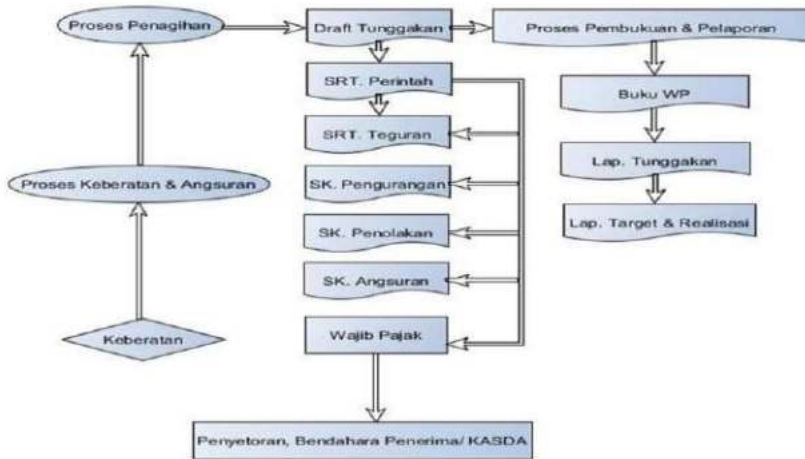 Proses Penagihan
Draft Tunggakan
Proses Pembukuan & Pelaporan
SRT. Perintah
Buku WP
SRT. Teguran
Lap. Tunggakan
Proses Keberatan & Angsuran
SK. Pengurangan
Lap. Target & Realisasi
SK. Penolakan
SK. Angsuran
Keberatan
Wajib Pajak
Penyetoran, Bendahara Penerima/ KASDA